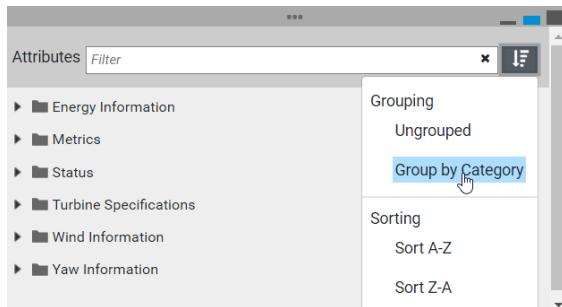 Attributes Filter
Energy Information
Metrics
Status
Turbine Specifications
Wind Information
Yaw Information
Grouping
Ungrouped
Group by Category
Sorting
Sort A-Z
Sort Z-A